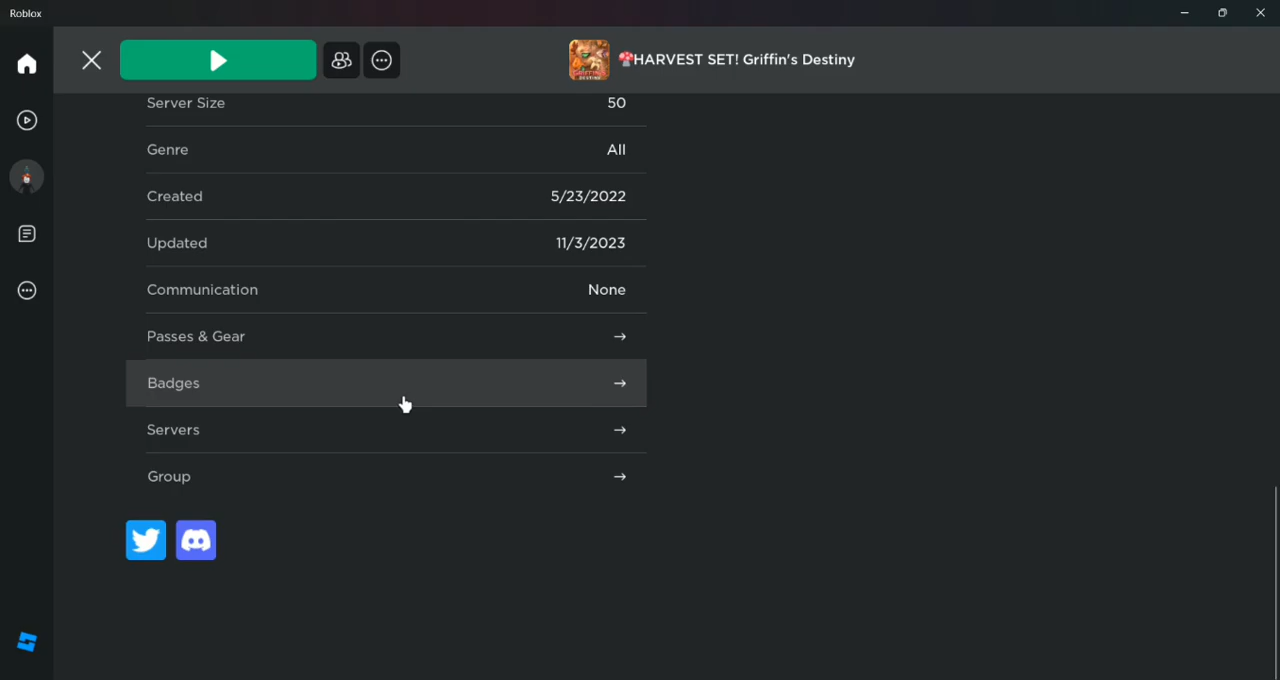 Roblox
🍄HARVEST SET! Griffin's Destiny
Server Size 50
Genre All
Created 5/23/2022
Updated 11/3/2023
Communication None
Passes & Gear →
Badges →
Servers →
Group →